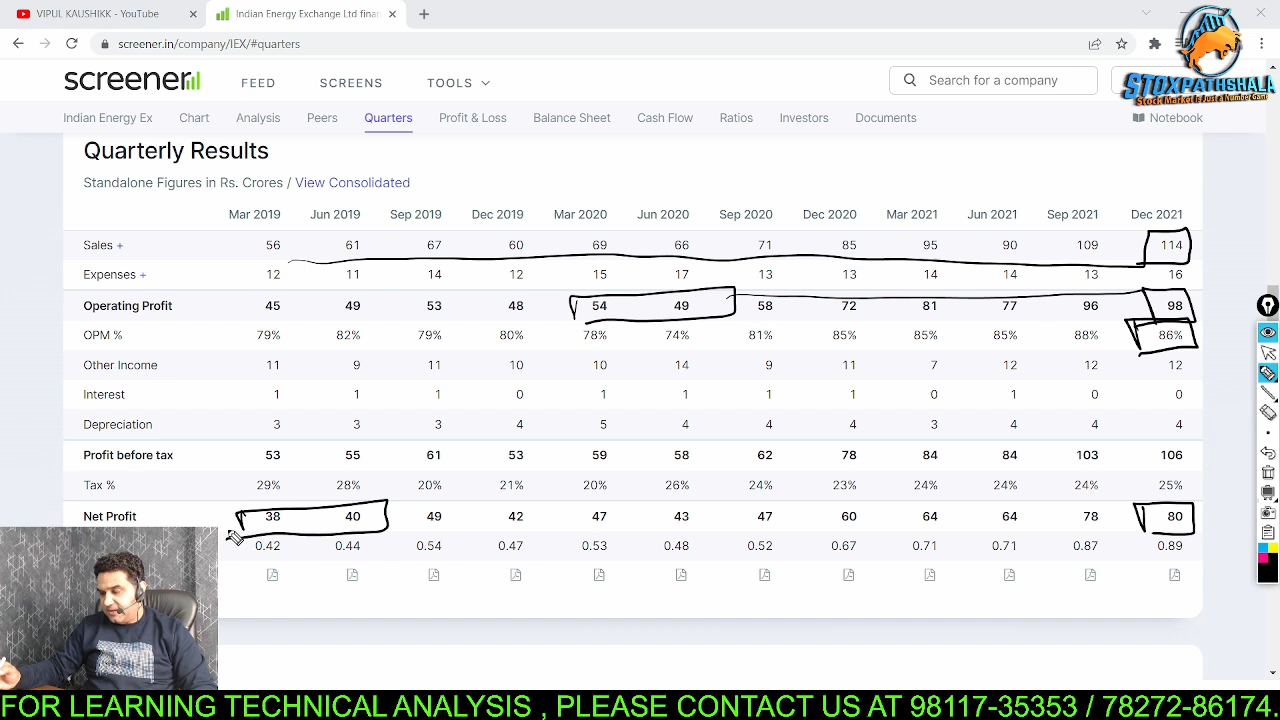 VIPUL KAUSHIKK - YouTube
Indian Energy Exchange Ltd finan
screener.in/company/IEX/#quarters
STOXPATHSHALA
Stock Market is Just a Number Game
screener
FEED SCREENS TOOLS
Search for a company
Indian Energy Ex Chart Analysis Peers Quarters Profit & Loss Balance Sheet Cash Flow Ratios Investors Documents Notebook
Quarterly Results
Standalone Figures in Rs. Crores / View Consolidated
Mar 2019 Jun 2019 Sep 2019 Dec 2019 Mar 2020 Jun 2020 Sep 2020 Dec 2020 Mar 2021 Jun 2021 Sep 2021 Dec 2021
Sales + 56 61 67 60 69 66 71 85 95 90 109 114
Expenses + 12 11 12 15 17 13 13 14 14 13 16
Operating Profit 45 49 53 48 54 49 58 72 81 77 96 98
OPM % 79% 82% 79% 80% 78% 74% 81% 85% 85% 85% 88% 86%
Other Income 11 9 11 10 10 14 9 11 7 12 12 12
Interest 1 1 1 0 1 1 1 1 0 1 0 0
Depreciation 3 3 3 4 5 4 4 4 3 4 4 4
Profit before tax 53 55 61 53 59 58 62 78 84 84 103 106
Tax % 29% 28% 20% 21% 20% 26% 24% 23% 24% 24% 24% 25%
Net Profit 38 40 49 42 47 43 47 60 64 64 78 80
0.42 0.44 0.54 0.47 0.53 0.48 0.52 0.67 0.71 0.71 0.87 0.89
FOR LEARNING TECHNICAL ANALYSIS , PLEASE CONTACT US AT 98117-35353 / 78272-86174.